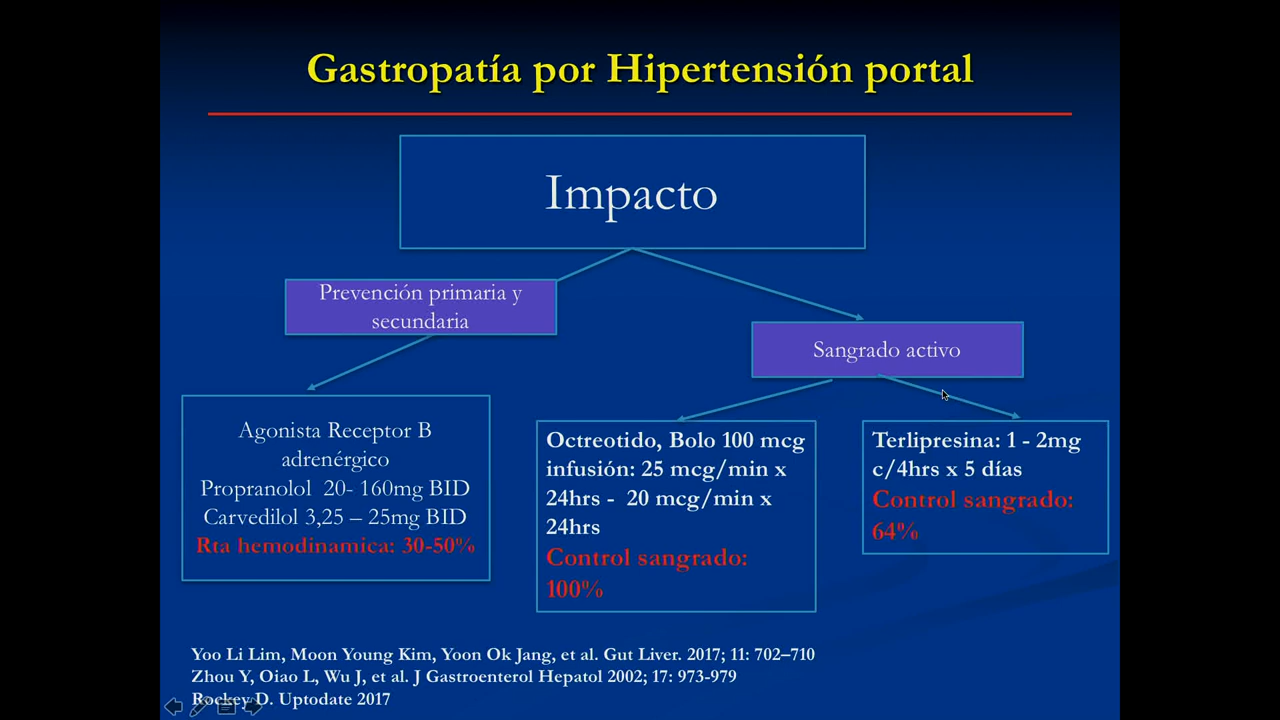 Gastropatía por Hipertensión portal
Impacto
Prevención primaria y
secundaria
Sangrado activo
Agonista Receptor B
adrenérgico
Propranolol 20- 160mg BID
Carvedilol 3,25 – 25mg BID
Rta hemodinamica: 30-50%
Octreotido, Bolo 100 mcg
infusión: 25 mcg/min x
24hrs - 20 mcg/min x
24hrs
Control sangrado:
100%
Terlipresina: 1 - 2mg
c/4hrs x 5 días
Control sangrado:
64%
Yoo Li Lim, Moon Young Kim, Yoon Ok Jang, et al. Gut Liver. 2017; 11: 702–710
Zhou Y, Oiao L, Wu J, et al. J Gastroenterol Hepatol 2002; 17: 973-979
Rockey D. Uptodate 2017